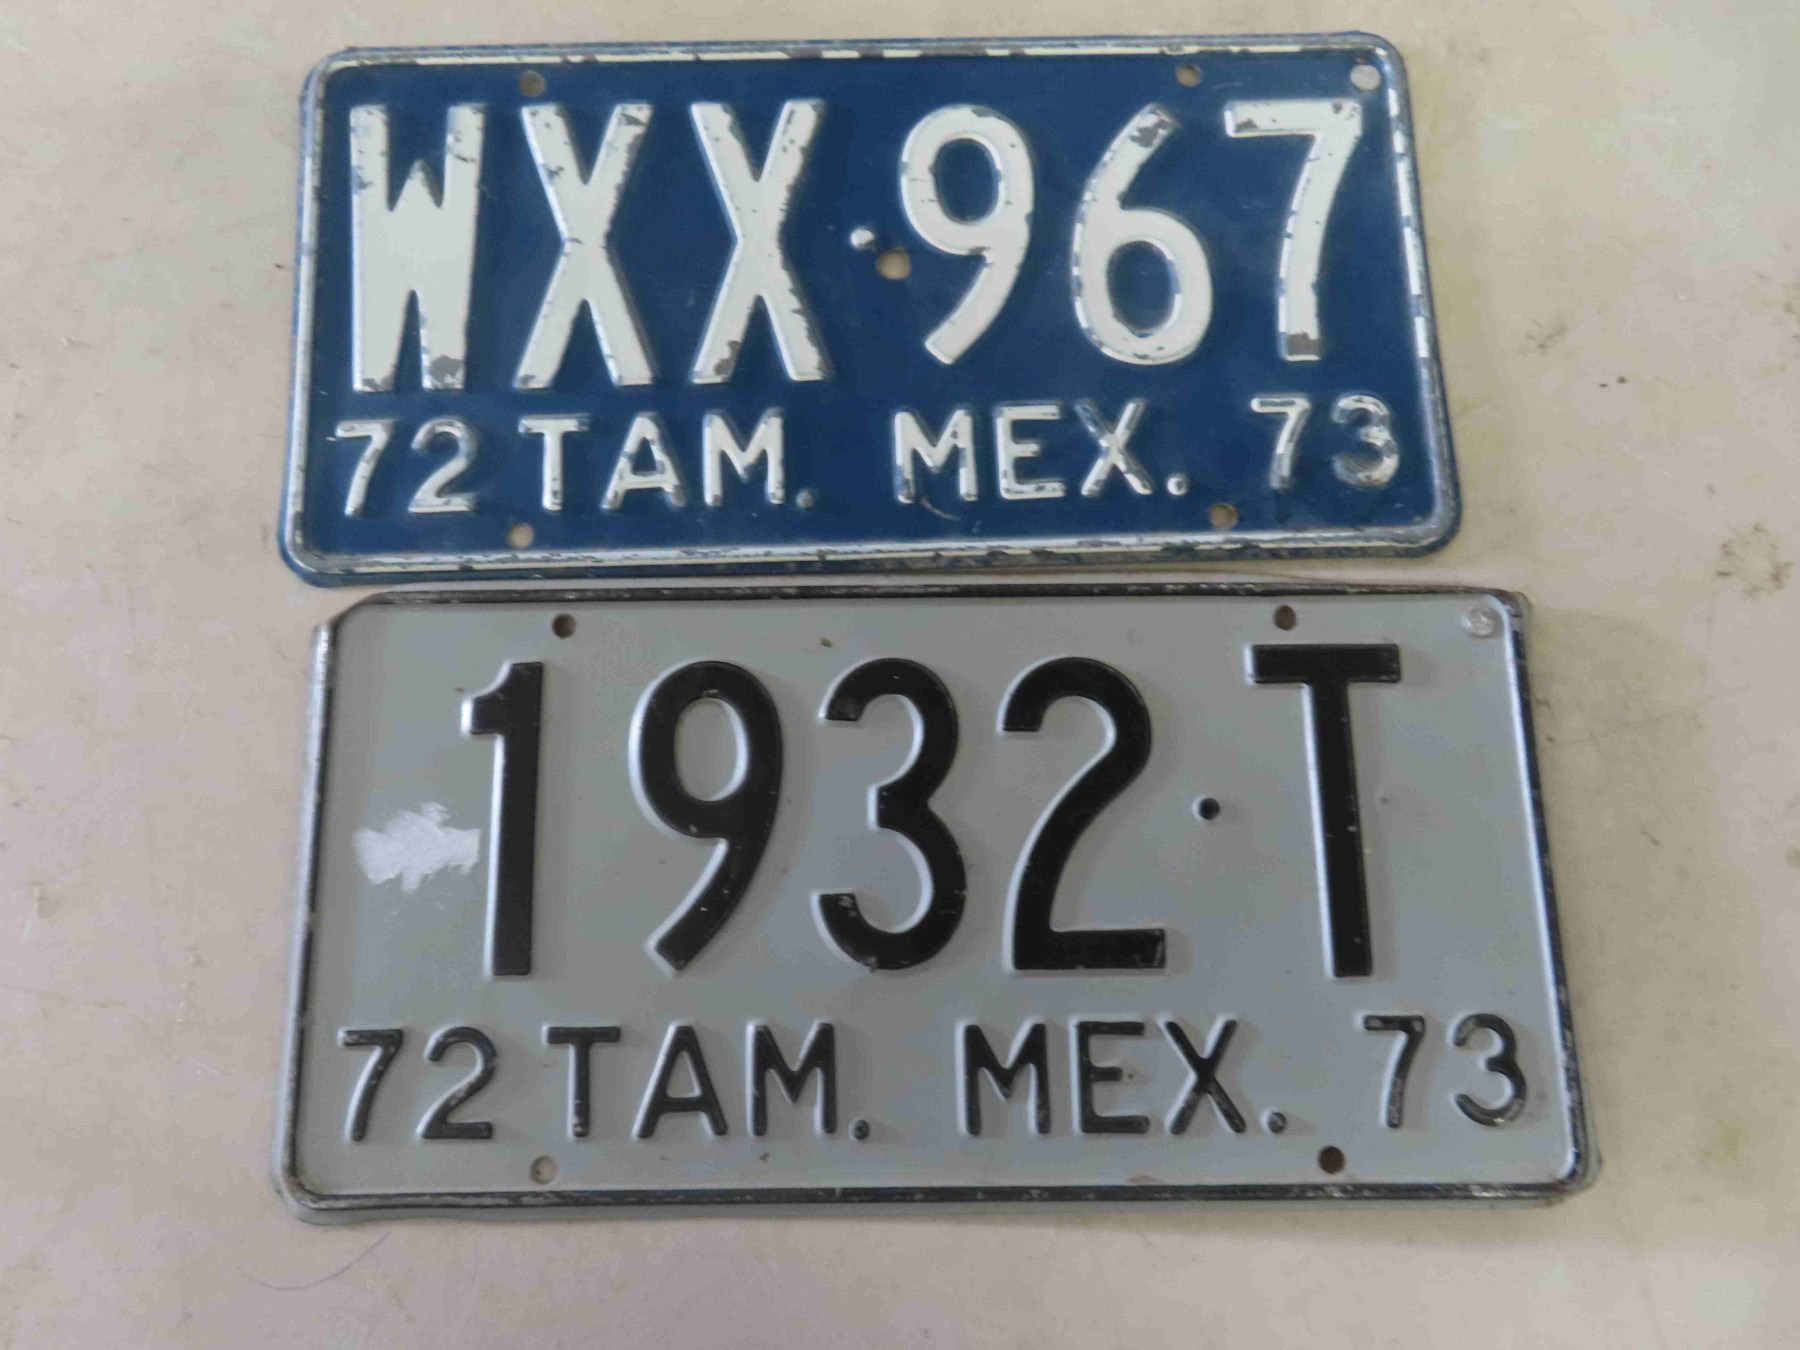 WXX·967
72 TAM. MEX. 73
1932·T
72 TAM. MEX. 73